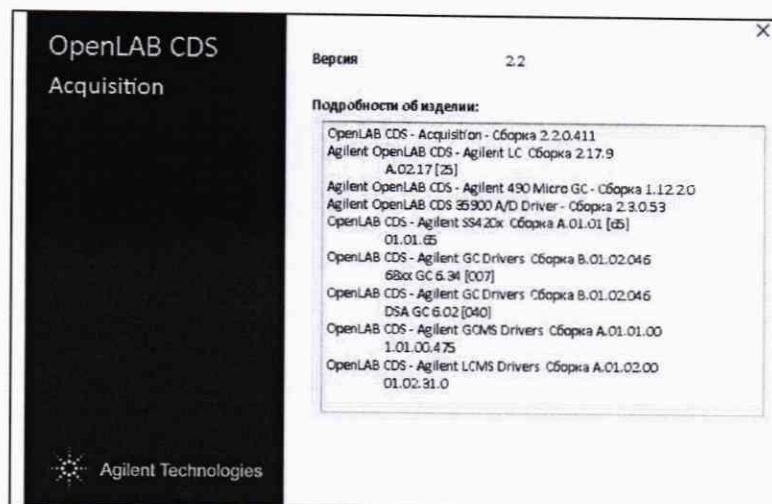 OpenLAB CDS
Acquisition
Версия 2.2
Подробности об изделии:
OpenLAB CDS - Acquisition - Сборка 2.2.0.411
Agilent OpenLAB CDS - Agilent LC Сборка 2.17.9
A.02.17 [25]
Agilent OpenLAB CDS - Agilent 490 Micro GC - Сборка 1.12.2.0
Agilent OpenLAB CDS 35900 A/D Driver - Сборка 2.3.0.53
OpenLAB CDS - Agilent SS420x Сборка A.01.01 [d5]
01.01.65
OpenLAB CDS - Agilent GC Drivers Сборка B.01.02.046
68xx GC 6.34 [007]
OpenLAB CDS - Agilent GC Drivers Сборка B.01.02.046
DSA GC 6.02 [040]
OpenLAB CDS - Agilent GCMS Drivers Сборка A.01.01.00
1.01.00.475
OpenLAB CDS - Agilent LCMS Drivers Сборка A.01.02.00
01.02.31.0
Agilent Technologies